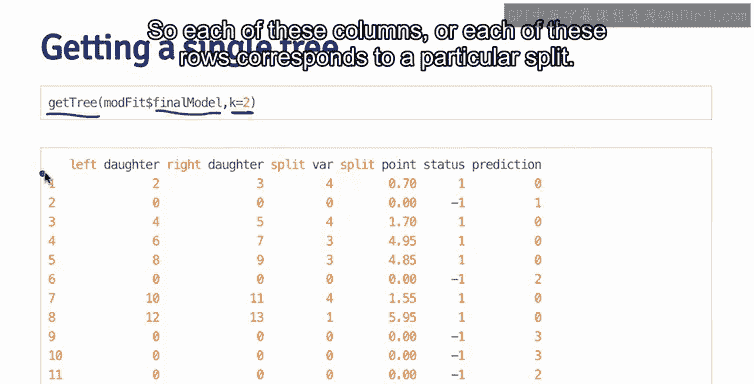 So each of these columns, or each of these
rows corresponds to a particular split.
Getting a single tree
getTree(modFit$finalModel,k=2)
left daughter right daughter split var split point status prediction
1 2 3 4 0.70 1 0
2 0 0 0 0.00 -1 1
3 4 5 4 1.70 1 0
4 6 7 3 4.95 1 0
5 8 9 3 4.85 1 0
6 0 0 0 0.00 -1 2
7 10 11 4 1.55 1 0
8 12 13 1 5.95 1 0
9 0 0 0 0.00 -1 3
10 0 0 0 0.00 -1 3
11 0 0 0 0.00 -1 2